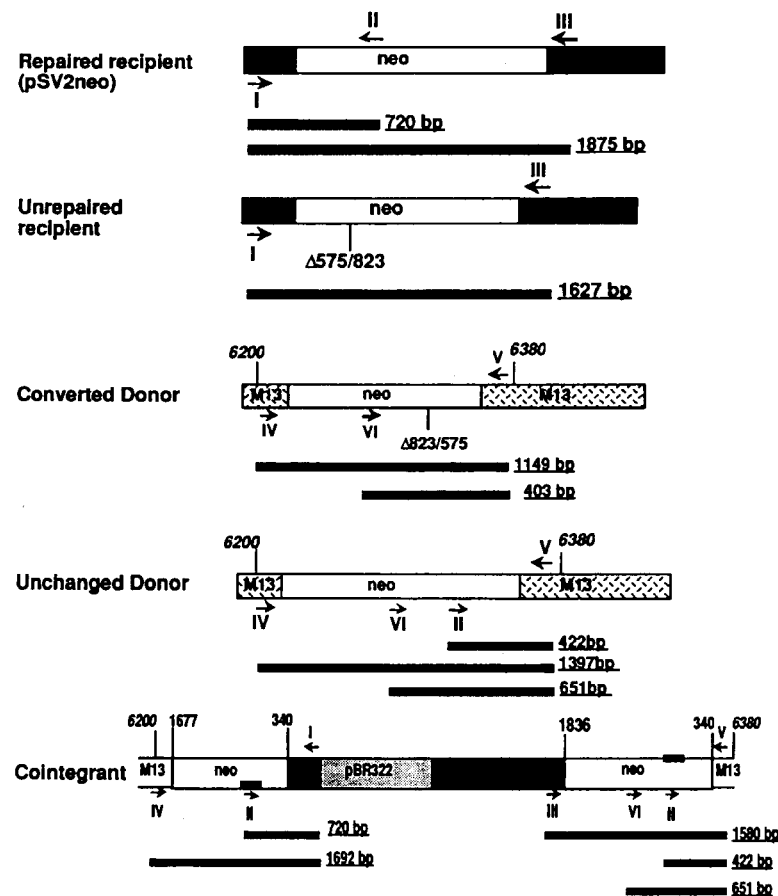 II III
Repaired recipient
(pSV2neo)
neo
I
720 bp
1875 bp
III
Unrepaired
recipient
neo
I
Δ575/823
1627 bp
6200 V 6380
Converted Donor
M13 neo M13
IV VI
Δ823/575
1149 bp
403 bp
6200 V 6380
Unchanged Donor
M13 neo M13
IV VI II
422bp
1397bp
651bp
6200 1677 340 I 1836 340 V 6380
Cointegrant
M13 neo pBR322 neo M13
IV II III VI II
720 bp 1580 bp
1692 bp 422 bp
651 bp